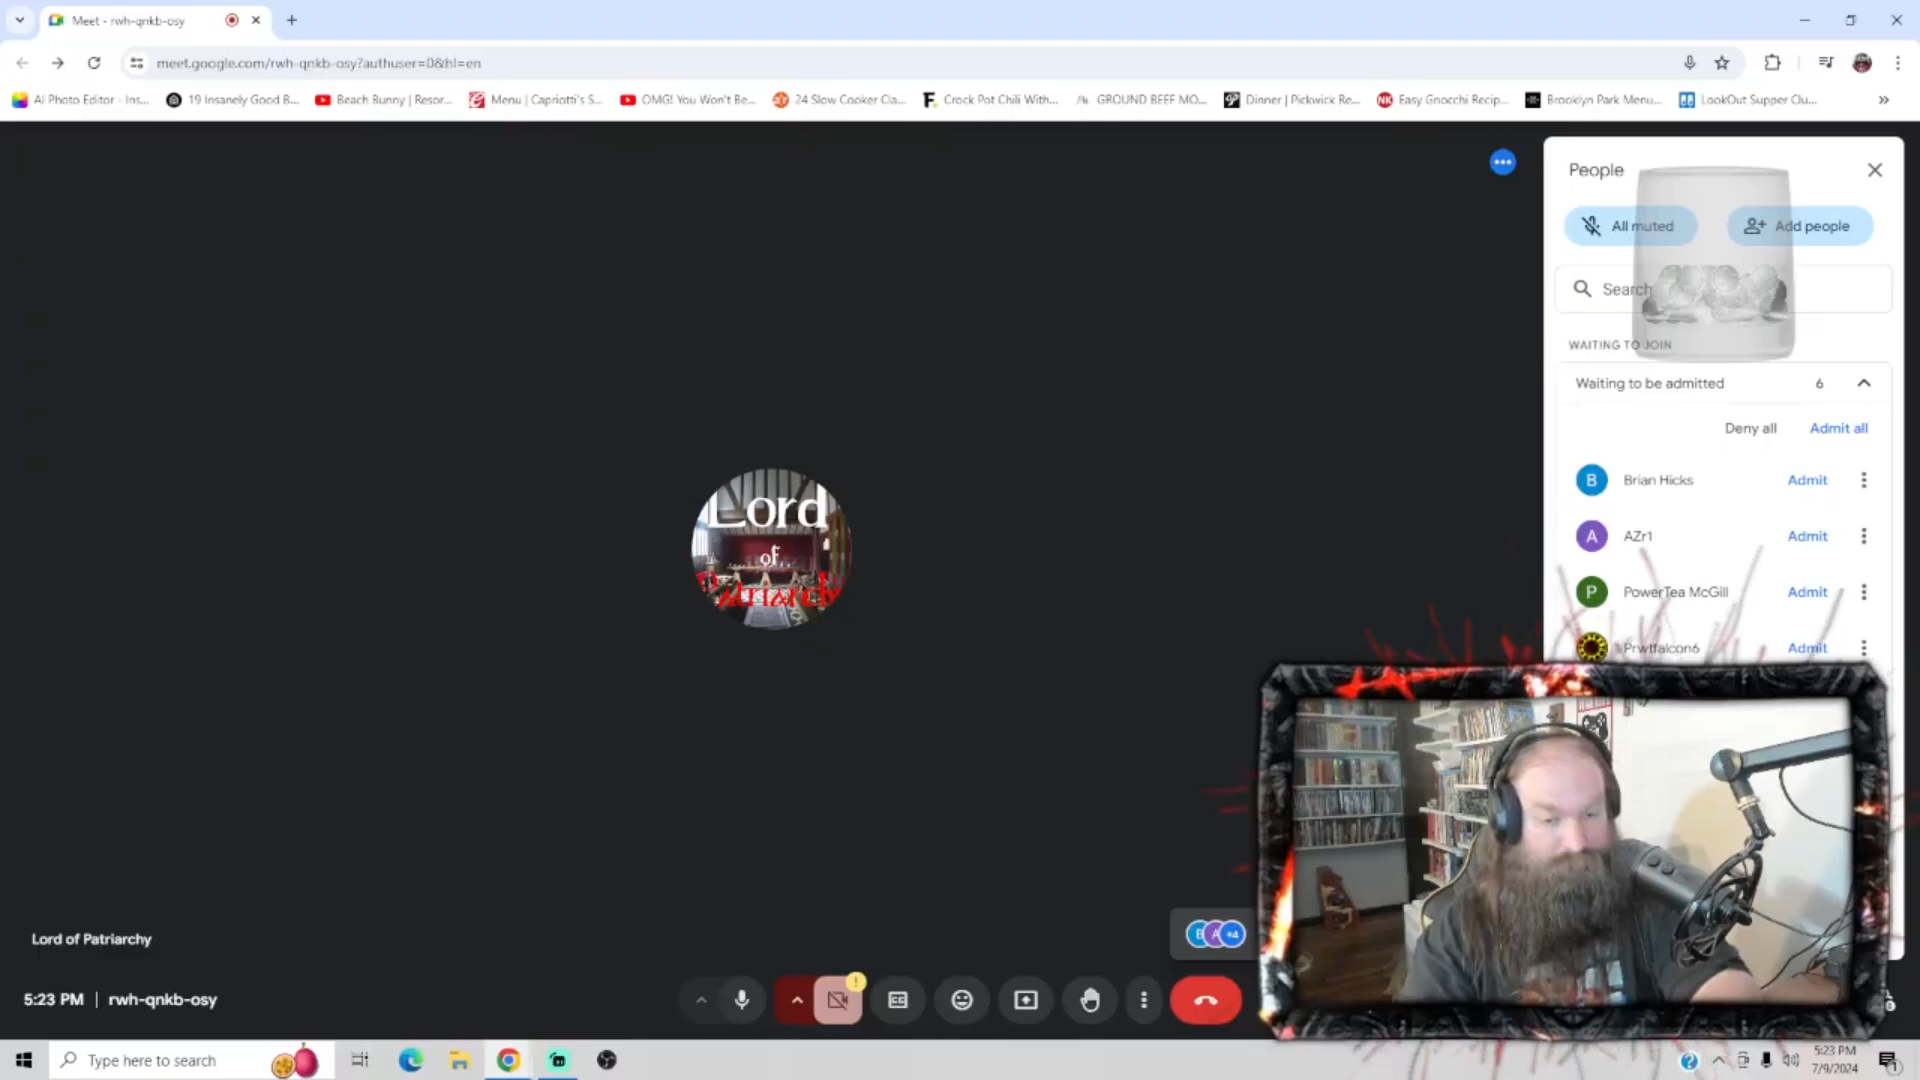 Meet - rwh-qnkb-osy
meet.google.com/rwh-qnkb-osy?authuser=0&hl=en
AI Photo Editor - Ins...
19 Insanely Good B...
Beach Bunny | Resor...
Menu | Capriotti's S...
OMG! You Won't Be...
24 Slow Cooker Cla...
Crock Pot Chili With...
GROUND BEEF MO...
Dinner | Pickwick Re...
Easy Gnocchi Recip...
Brooklyn Park Menu...
LookOut Supper Clu...
People
All muted
Add people
Search
WAITING TO JOIN
Waiting to be admitted 6
Deny all Admit all
B Brian Hicks Admit
A AZr1 Admit
P PowerTea McGill Admit
Prwtfalcon6 Admit
Lord
of
Patriarchy
B A +4
Lord of Patriarchy
5:23 PM | rwh-qnkb-osy
Type here to search
5:23 PM
7/9/2024